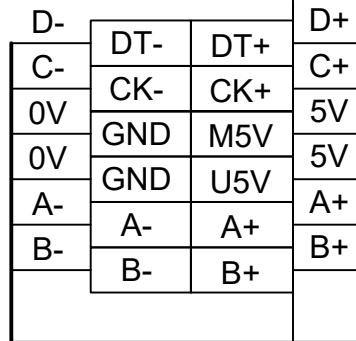 D- DT- DT+ D+
C- CK- CK+ C+
0V GND M5V 5V
0V GND U5V 5V
A- A- A+ A+
B- B- B+ B+